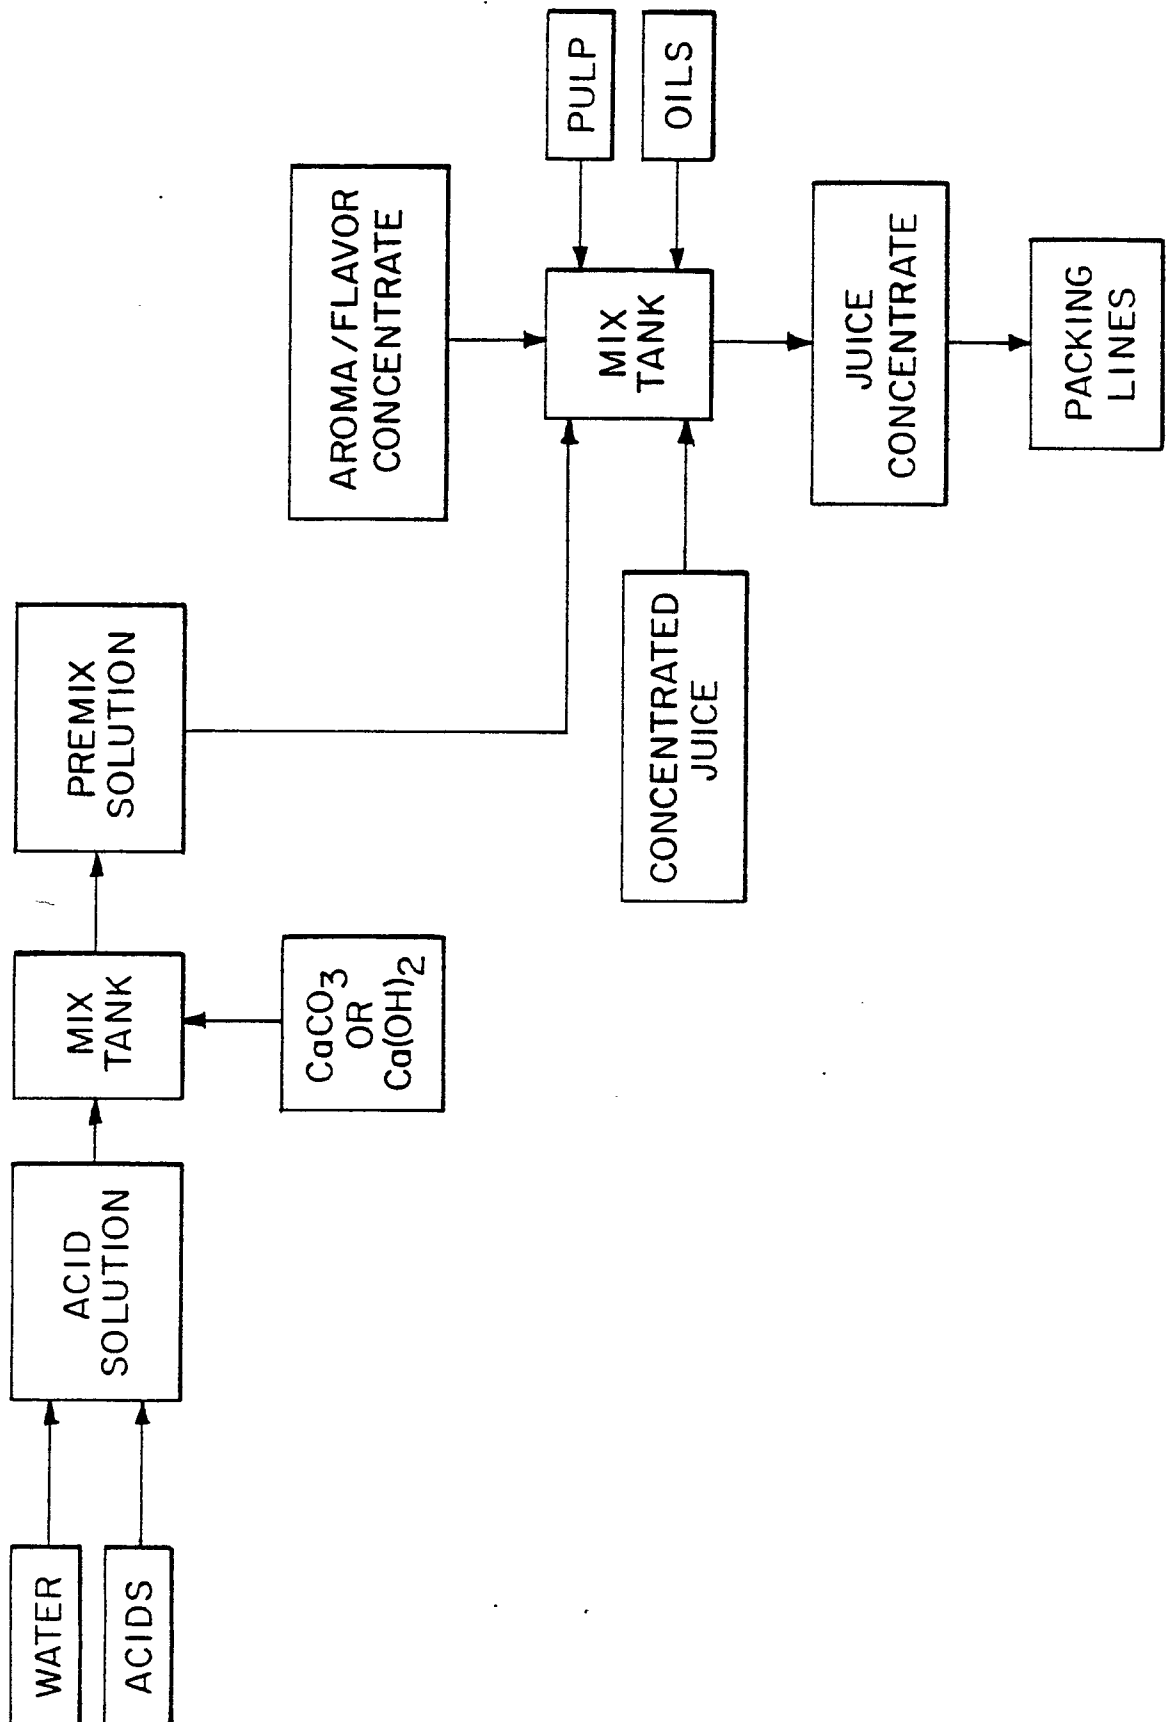 WATER
ACIDS
ACID
SOLUTION
MIX
TANK
CaCO3
OR
Ca(OH)2
PREMIX
SOLUTION
AROMA/FLAVOR
CONCENTRATE
CONCENTRATED
JUICE
MIX
TANK
PULP
OILS
JUICE
CONCENTRATE
PACKING
LINES